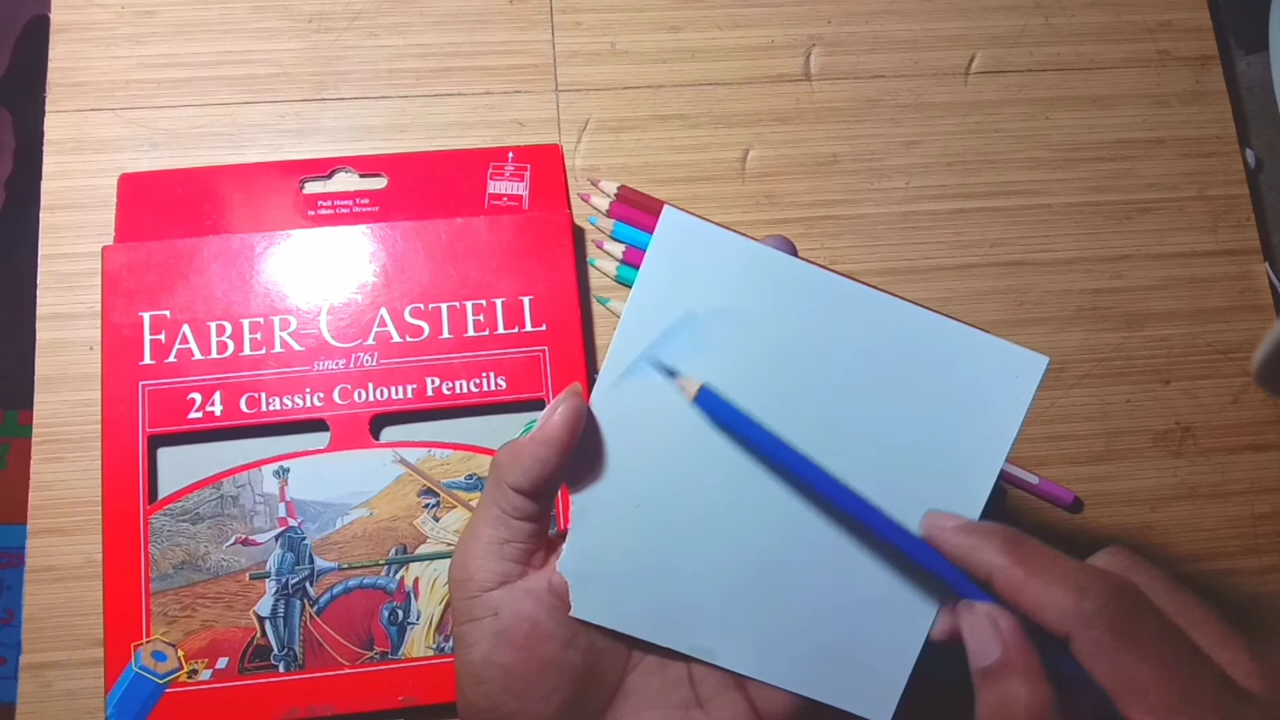 Pull Hang Tab
to Slide Out Drawer
FABER-CASTELL
since 1761
24 Classic Colour Pencils